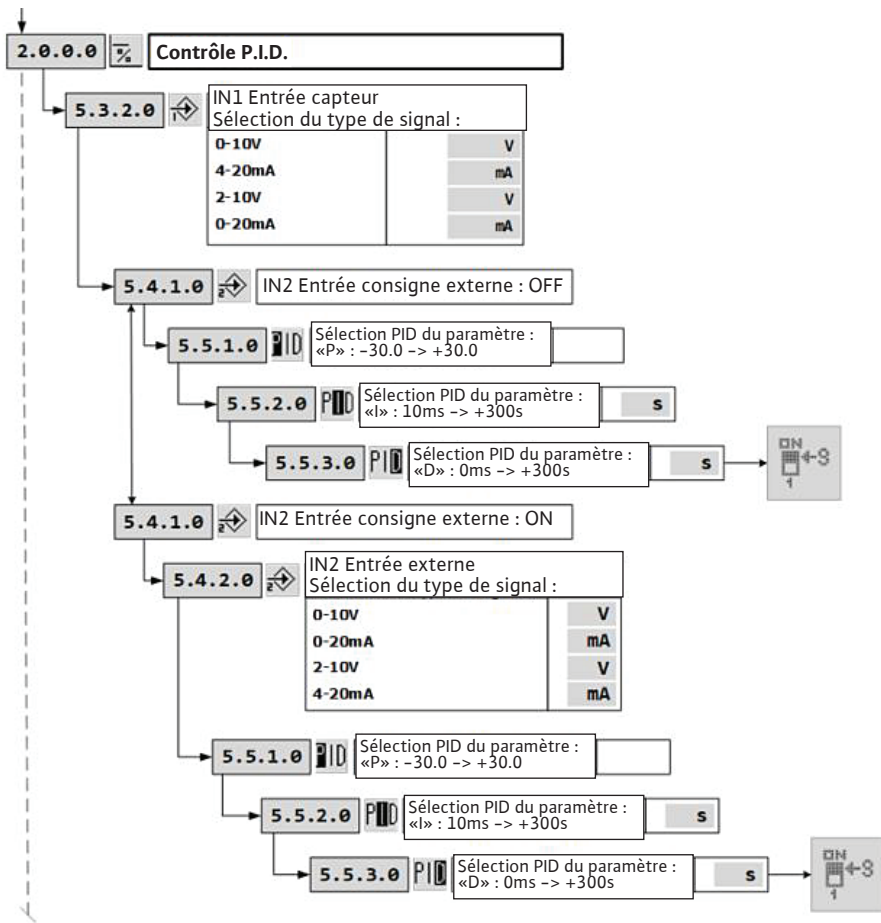 2.0.0.0 Contrôle P.I.D.
5.3.2.0 1 IN1 Entrée capteur
Sélection du type de signal :
0-10V V
4-20mA mA
2-10V V
0-20mA mA
5.4.1.0 2 IN2 Entrée consigne externe : OFF
5.5.1.0 PID Sélection PID du paramètre :
«P» : -30.0 -> +30.0
5.5.2.0 PID Sélection PID du paramètre :
«I» : 10ms -> +300s s
5.5.3.0 PID Sélection PID du paramètre :
«D» : 0ms -> +300s s
ON
S
1
5.4.1.0 2 IN2 Entrée consigne externe : ON
5.4.2.0 2 IN2 Entrée externe
Sélection du type de signal :
0-10V V
0-20mA mA
2-10V V
4-20mA mA
5.5.1.0 PID Sélection PID du paramètre :
«P» : -30.0 -> +30.0
5.5.2.0 PID Sélection PID du paramètre :
«I» : 10ms -> +300s s
5.5.3.0 PID Sélection PID du paramètre :
«D» : 0ms -> +300s s
ON
S
1